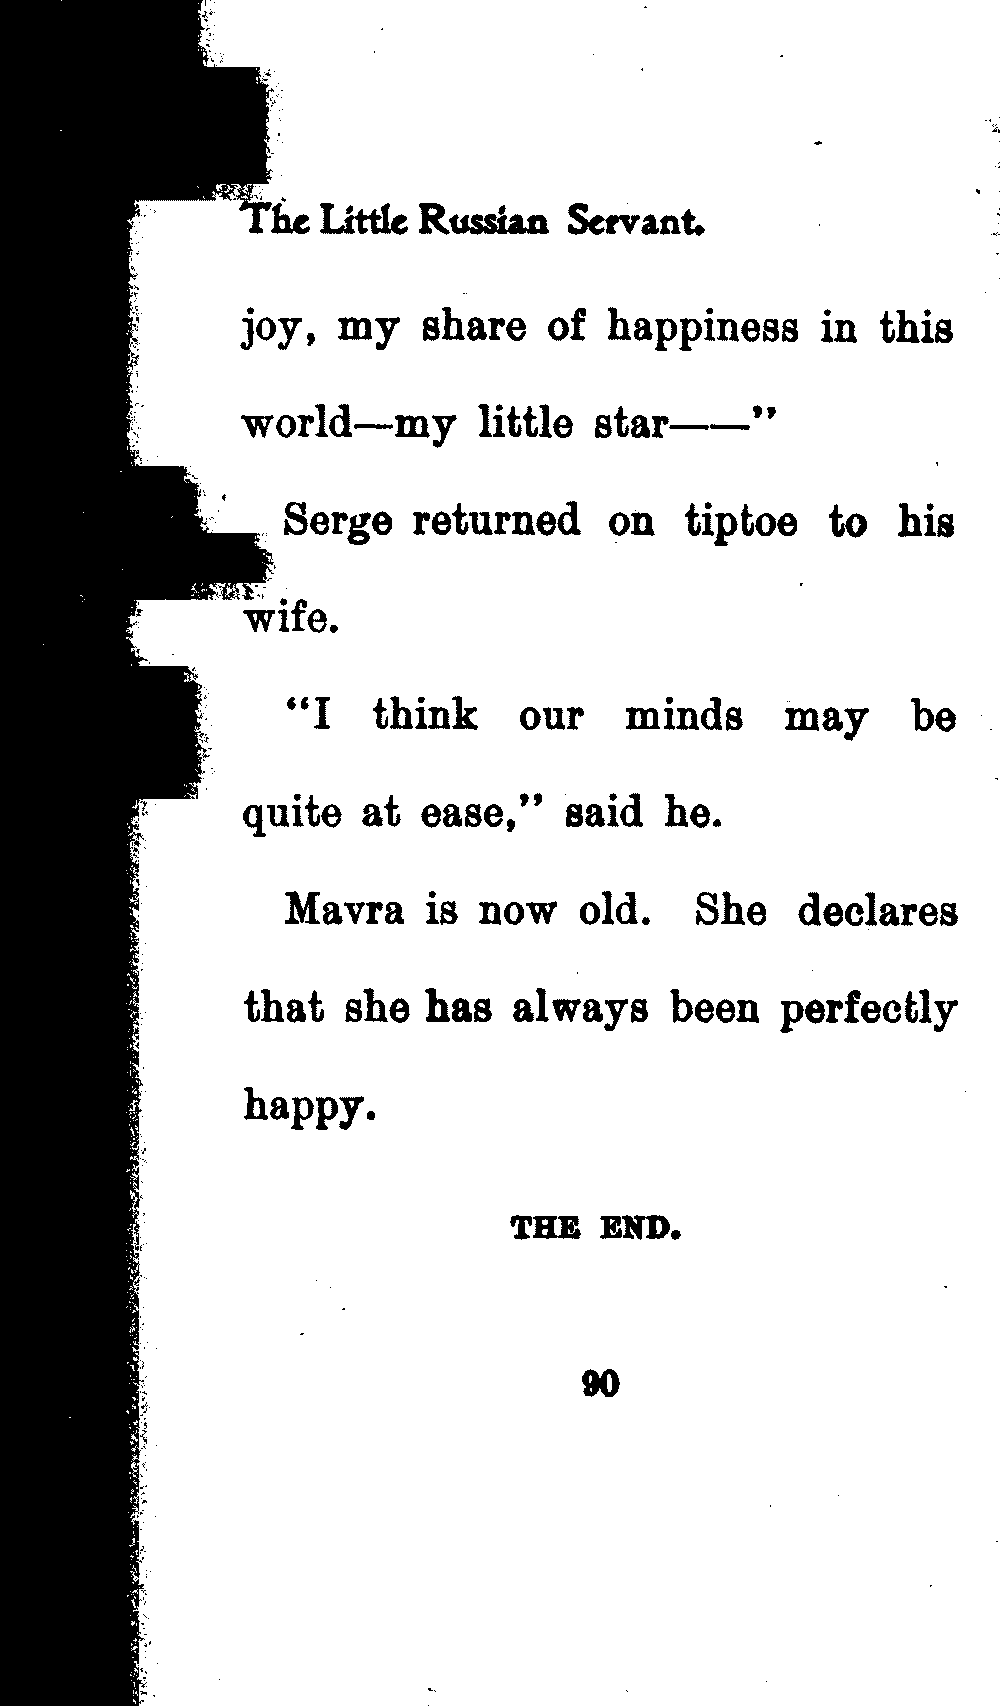 The Little Russian Servant.
joy, my share of happiness in this
world—my little star——”
Serge returned on tiptoe to his
wife.
“I think our minds may be
quite at ease,” said he.
Mavra is now old. She declares
that she has always been perfectly
happy.
THE END.
90